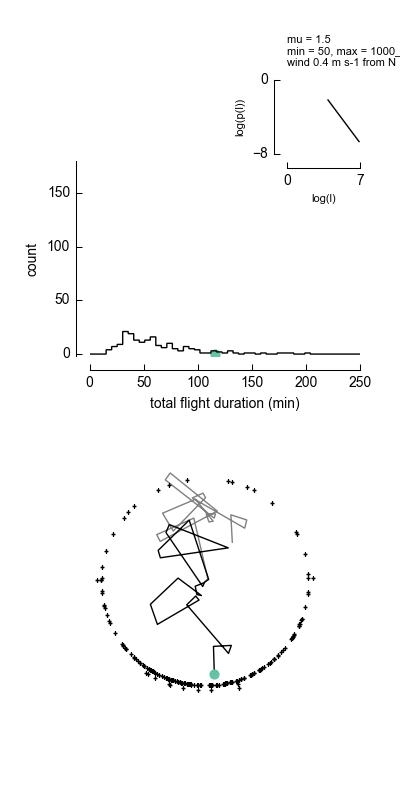 mu = 1.5
min = 50, max = 1000_
wind 0.4 m s-1 from N
log(p(l))
0
−8
0
7
log(l)
count
150
100
50
0
0
50
100
150
200
250
total flight duration (min)